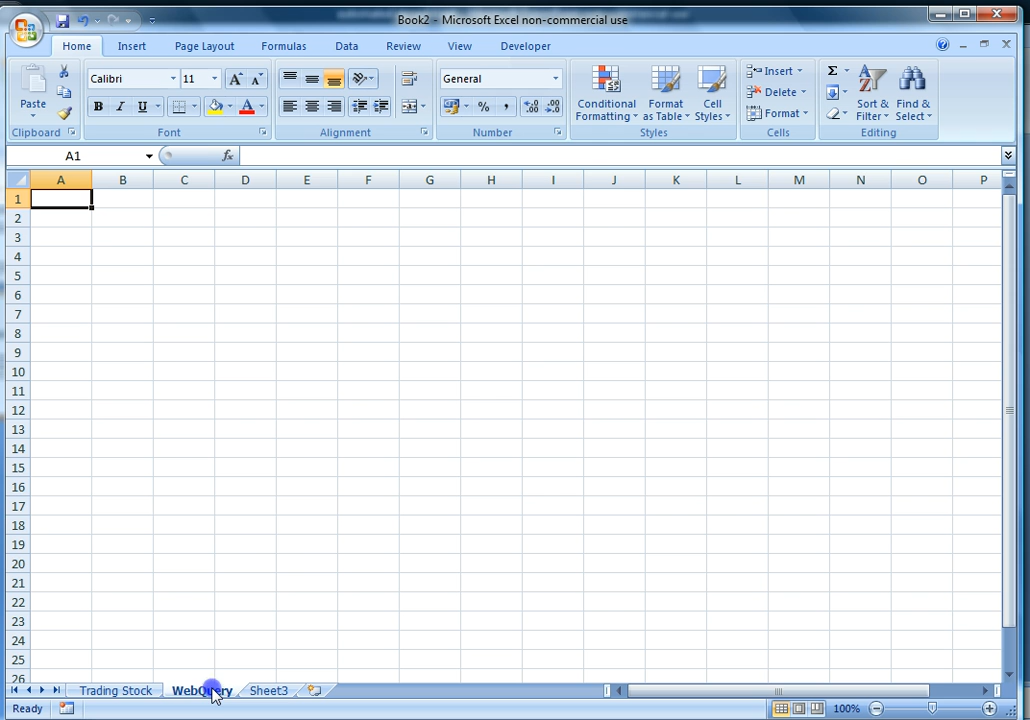 Book2 - Microsoft Excel non-commercial use
Home Insert Page Layout Formulas Data Review View Developer
Calibri 11 General
Paste
B I U
% ,
Conditional Formatting
Format as Table
Cell Styles
Insert
Delete
Format
Σ
Sort & Filter
Find & Select
Clipboard Font Alignment Number Styles Cells Editing
A1 fx
A B C D E F G H I J K L M N O P
1
2
3
4
5
6
7
8
9
10
11
12
13
14
15
16
17
18
19
20
21
22
23
24
25
26
Trading Stock WebQuery Sheet3
Ready 100%